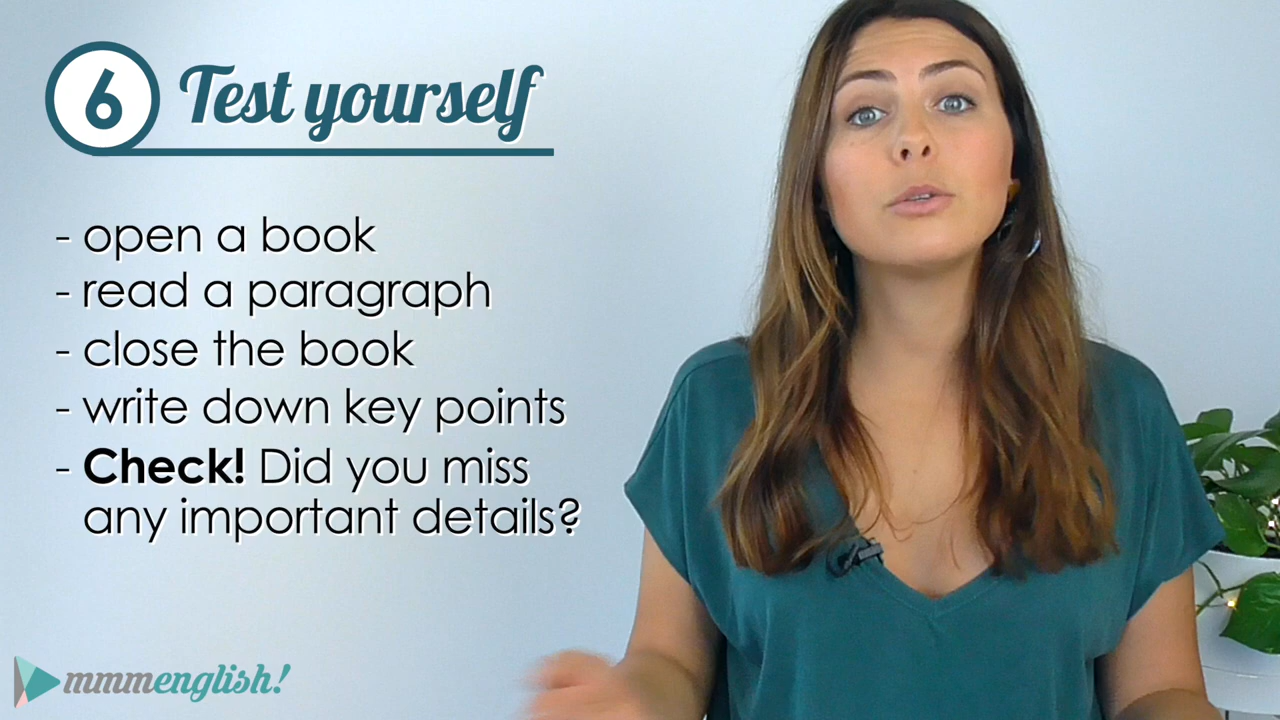 6 Test yourself
- open a book
- read a paragraph
- close the book
- write down key points
- Check! Did you miss
any important details?
mmmenglish!